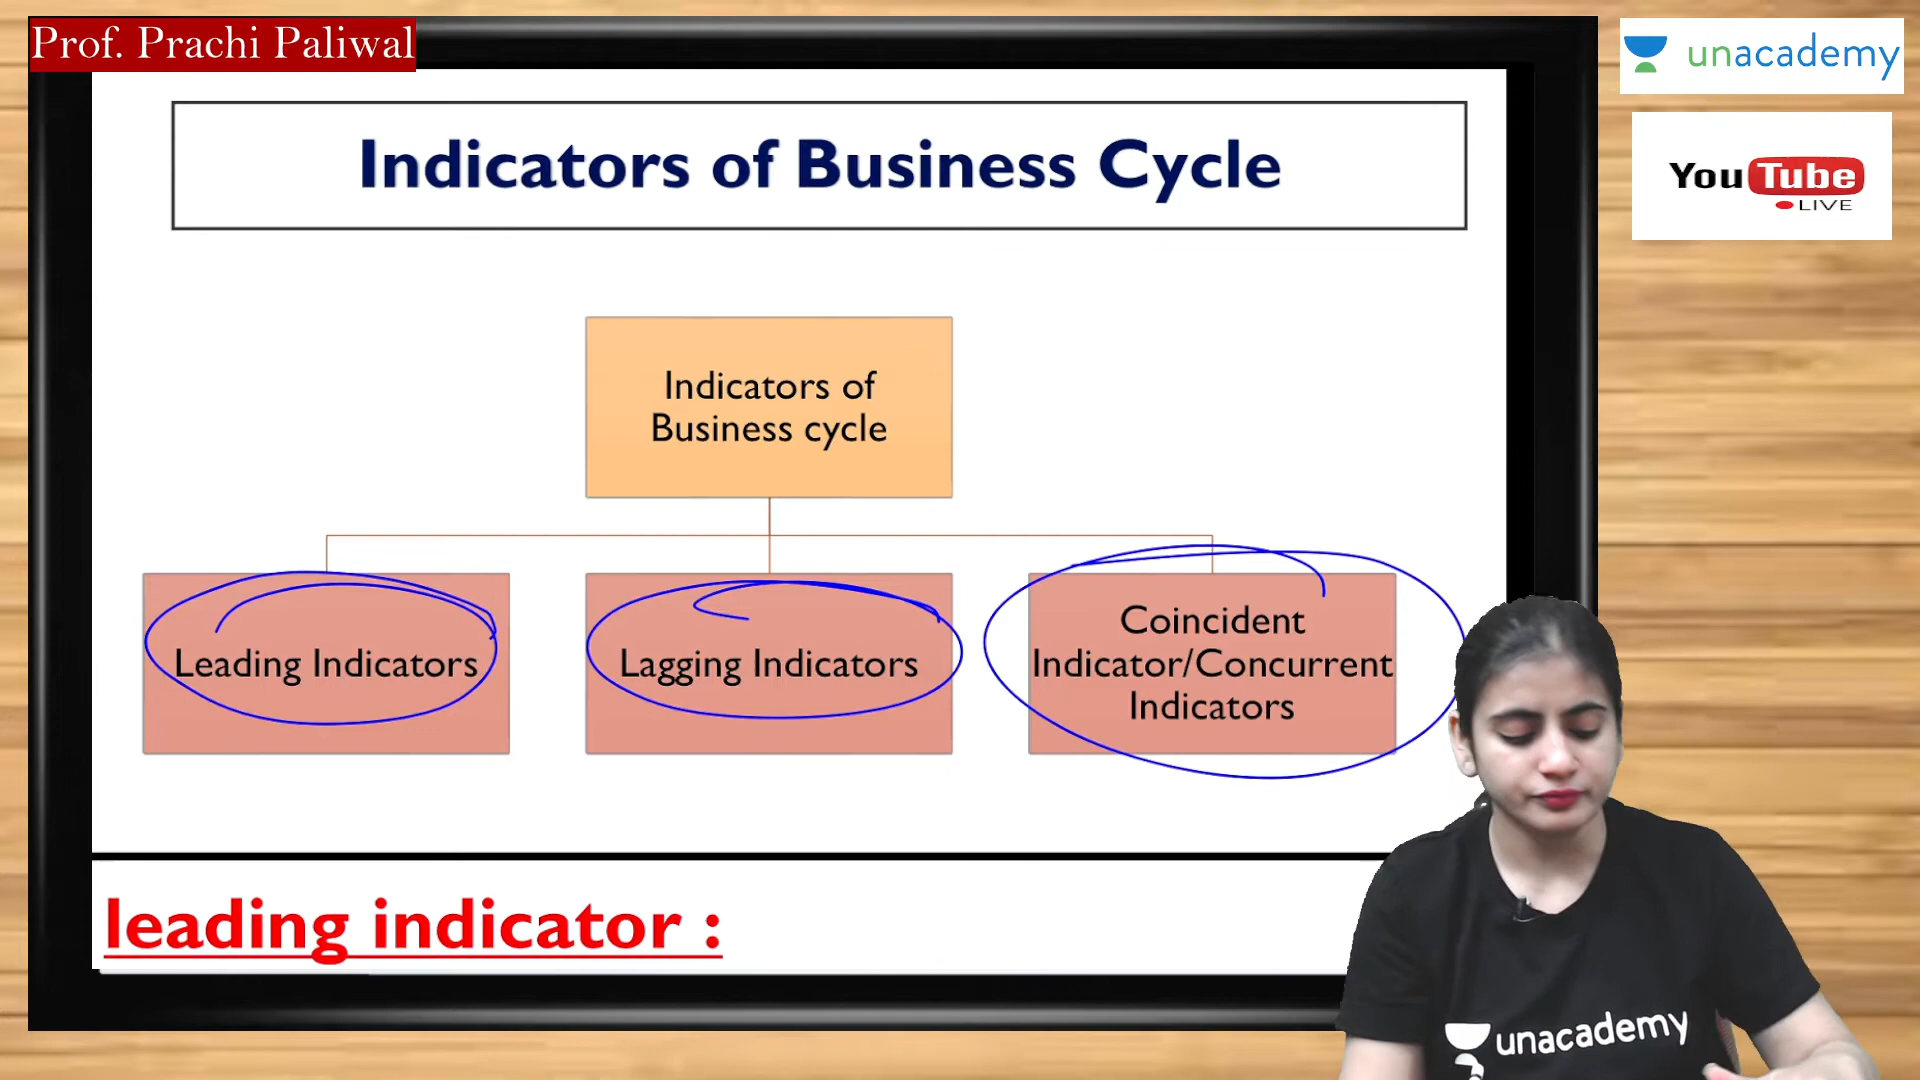 Prof. Prachi Paliwal
unacademy
YouTube
LIVE
Indicators of Business Cycle
Indicators of
Business cycle
Leading Indicators
Lagging Indicators
Coincident
Indicator/Concurrent
Indicators
leading indicator :
unacademy